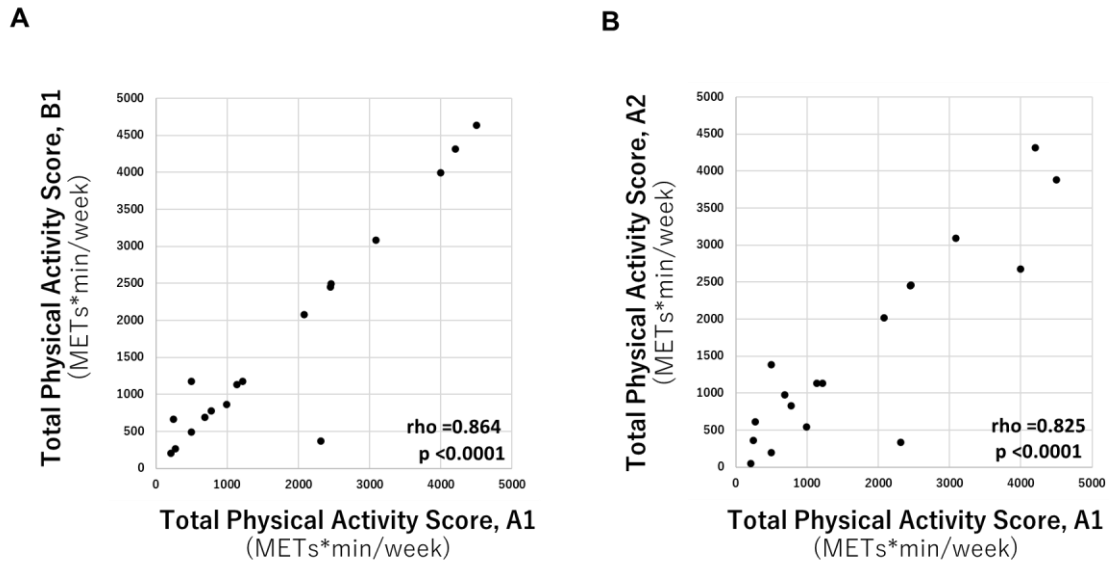 A
Total Physical Activity Score, B1
(METs*min/week)
5000
4500
4000
3500
3000
2500
2000
1500
1000
500
0
rho =0.864
p <0.0001
0 1000 2000 3000 4000 5000
Total Physical Activity Score, A1
(METs*min/week)
B
Total Physical Activity Score, A2
(METs*min/week)
5000
4500
4000
3500
3000
2500
2000
1500
1000
500
0
rho =0.825
p <0.0001
0 1000 2000 3000 4000 5000
Total Physical Activity Score, A1
(METs*min/week)